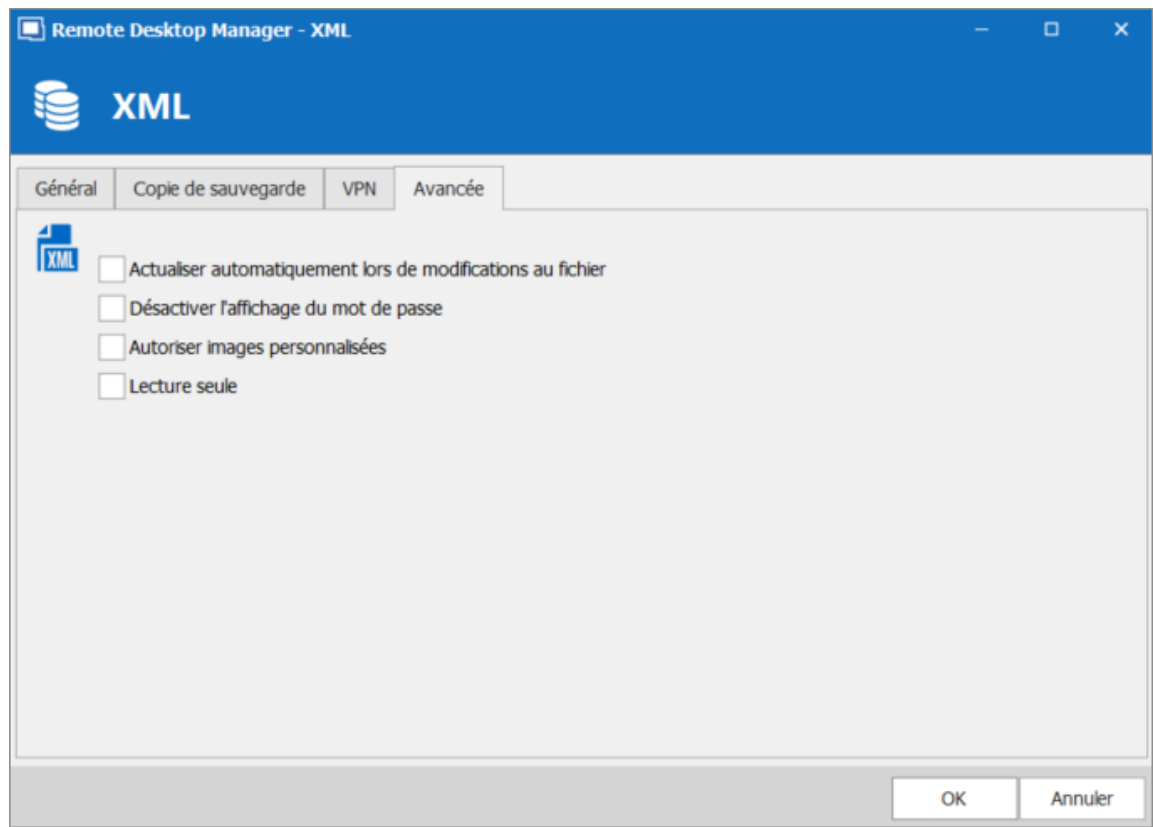 Remote Desktop Manager - XML
XML
Général Copie de sauvegarde VPN Avancée
XML
Actualiser automatiquement lors de modifications au fichier
Désactiver l'affichage du mot de passe
Autoriser images personnalisées
Lecture seule
OK Annuler